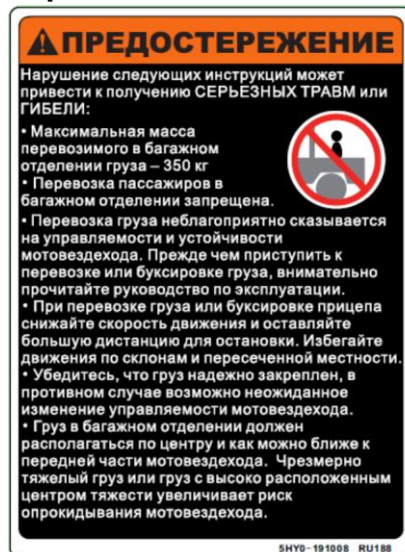 ПРЕДОСТЕРЕЖЕНИЕ
Нарушение следующих инструкций может
привести к получению СЕРЬЕЗНЫХ ТРАВМ или
ГИБЕЛИ:
• Максимальная масса
перевозимого в багажном
отделении груза – 350 кг
• Перевозка пассажиров в
багажном отделении запрещена.
• Перевозка груза неблагоприятно сказывается
на управляемости и устойчивости
мотовездехода. Прежде чем приступить к
перевозке или буксировке груза, внимательно
прочитайте руководство по эксплуатации.
• При перевозке груза или буксировке прицепа
снижайте скорость движения и оставляйте
большую дистанцию для остановки. Избегайте
движения по склонам и пересеченной местности.
• Убедитесь, что груз надежно закреплен, в
противном случае возможно неожиданное
изменение управляемости мотовездехода.
• Груз в багажном отделении должен
располагаться по центру и как можно ближе к
передней части мотовездехода. Чрезмерно
тяжелый груз или груз с высоко расположенным
центром тяжести увеличивает риск
опрокидывания мотовездехода.
5HY0-191008 RU188